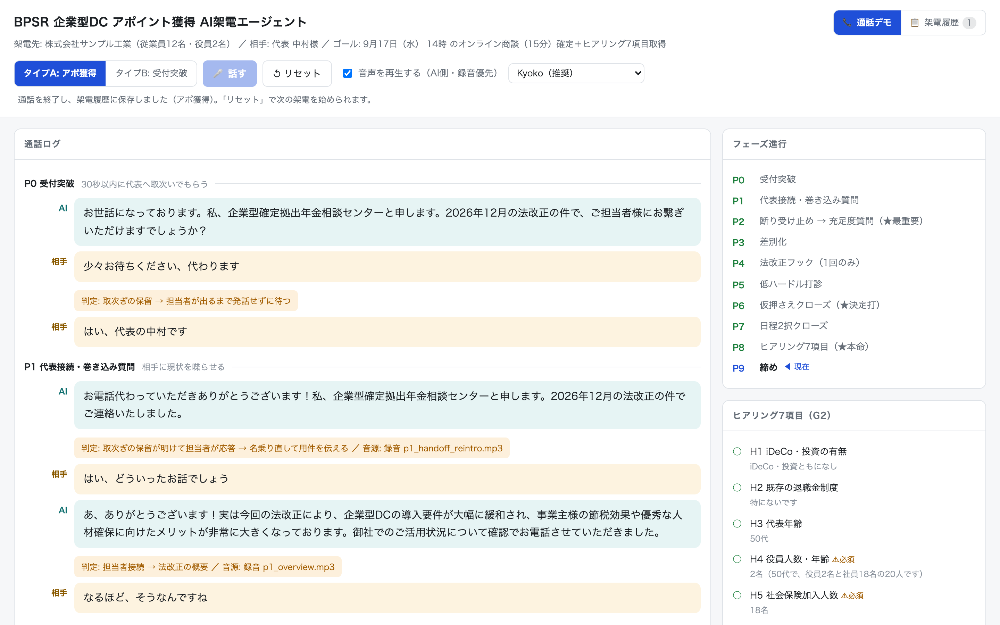 BPSR 企業型DC アポイント獲得 AI架電エージェント
📞 通話デモ
📋 架電履歴 1
架電先: 株式会社サンプル工業（従業員12名・役員2名） ／ 相手: 代表 中村様 ／ ゴール: 9月17日（水） 14時 のオンライン商談（15分）確定＋ヒアリング7項目取得
タイプA: アポ獲得
タイプB: 受付突破
🎤 話す
↺ リセット
音声を再生する（AI側・録音優先）
Kyoko（推奨）
通話を終了し、架電履歴に保存しました（アポ獲得）。「リセット」で次の架電を始められます。
通話ログ
P0 受付突破 30秒以内に代表へ取次いでもらう
AI
お世話になっております。私、企業型確定拠出年金相談センターと申します。2026年12月の法改正の件で、ご担当者様にお繋ぎ
いただけますでしょうか？
相手
少々お待ちください、代わります
判定: 取次ぎの保留 → 担当者が出るまで発話せずに待つ
相手
はい、代表の中村です
P1 代表接続・巻き込み質問 相手に現状を喋らせる
AI
お電話代わっていただきありがとうございます！私、企業型確定拠出年金相談センターと申します。2026年12月の法改正の件で
ご連絡いたしました。
判定: 取次ぎの保留が明けて担当者が応答 → 名乗り直して用件を伝える ／ 音源: 録音 p1_handoff_reintro.mp3
相手
はい、どういったお話でしょう
AI
あ、ありがとうございます！実は今回の法改正により、企業型DCの導入要件が大幅に緩和され、事業主様の節税効果や優秀な人
材確保に向けたメリットが非常に大きくなっております。御社でのご活用状況について確認でお電話させていただきました。
判定: 担当者接続 → 法改正の概要 ／ 音源: 録音 p1_overview.mp3
相手
なるほど、そうなんですね
フェーズ進行
P0 受付突破
P1 代表接続・巻き込み質問
P2 断り受け止め → 充足度質問（★最重要）
P3 差別化
P4 法改正フック（1回のみ）
P5 低ハードル打診
P6 仮押さえクローズ（★決定打）
P7 日程2択クローズ
P8 ヒアリング7項目（★本命）
P9 締め ◀ 現在
ヒアリング7項目（G2）
○ H1 iDeCo・投資の有無
iDeCo・投資ともになし
○ H2 既存の退職金制度
特にないです
○ H3 代表年齢
50代
○ H4 役員人数・年齢 ⚠必須
2名（50代で、役員2名と社員18名の20人です）
○ H5 社会保険加入人数 ⚠必須
18名